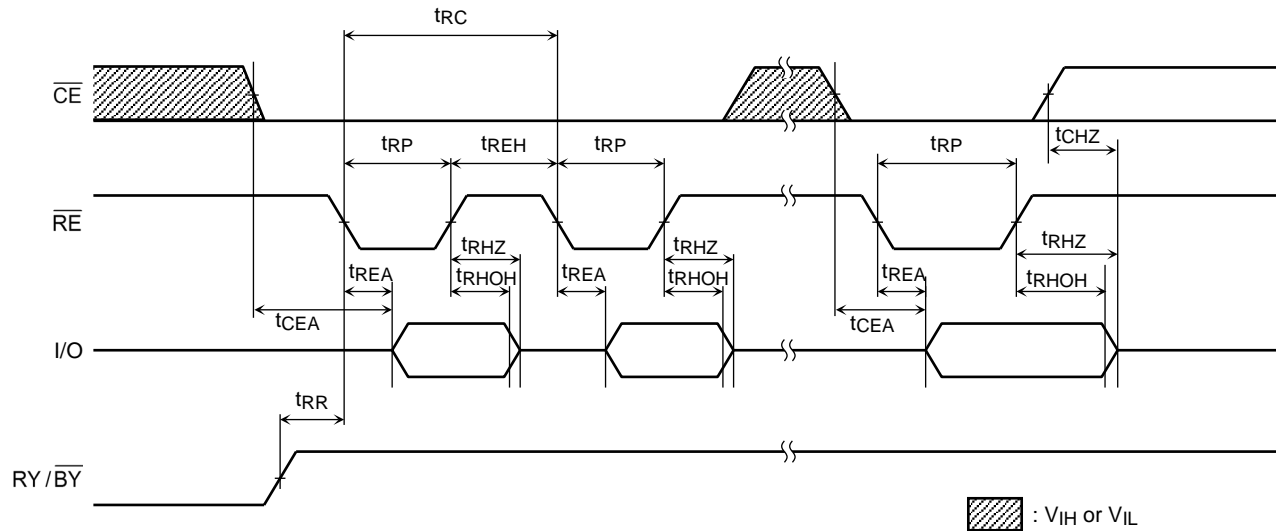 tRC
CE
tCHZ
tRP tREH tRP tRP
RE
tRHZ tRHZ tRHZ
tREA tRHOH tREA tRHOH tREA tRHOH
tCEA tCEA
I/O
tRR
RY/BY
: VIH or VIL